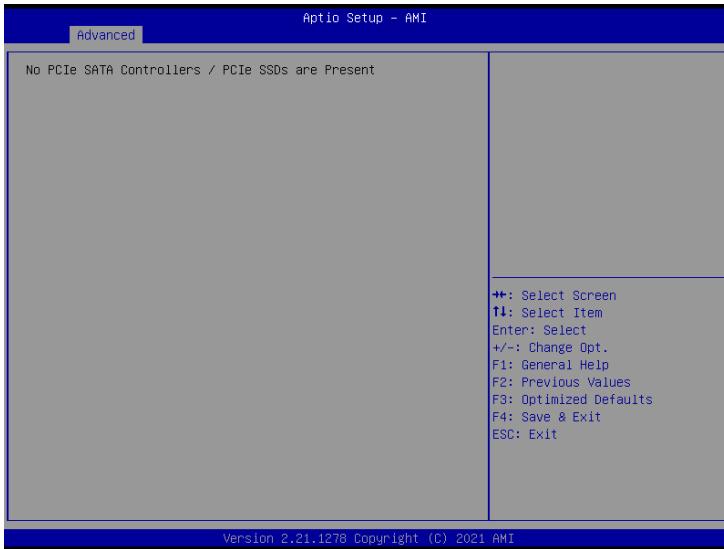 Aptio Setup – AMI
Advanced
No PCIe SATA Controllers / PCIe SSDs are Present
→←: Select Screen
↑↓: Select Item
Enter: Select
+/-: Change Opt.
F1: General Help
F2: Previous Values
F3: Optimized Defaults
F4: Save & Exit
ESC: Exit
Version 2.21.1278 Copyright (C) 2021 AMI